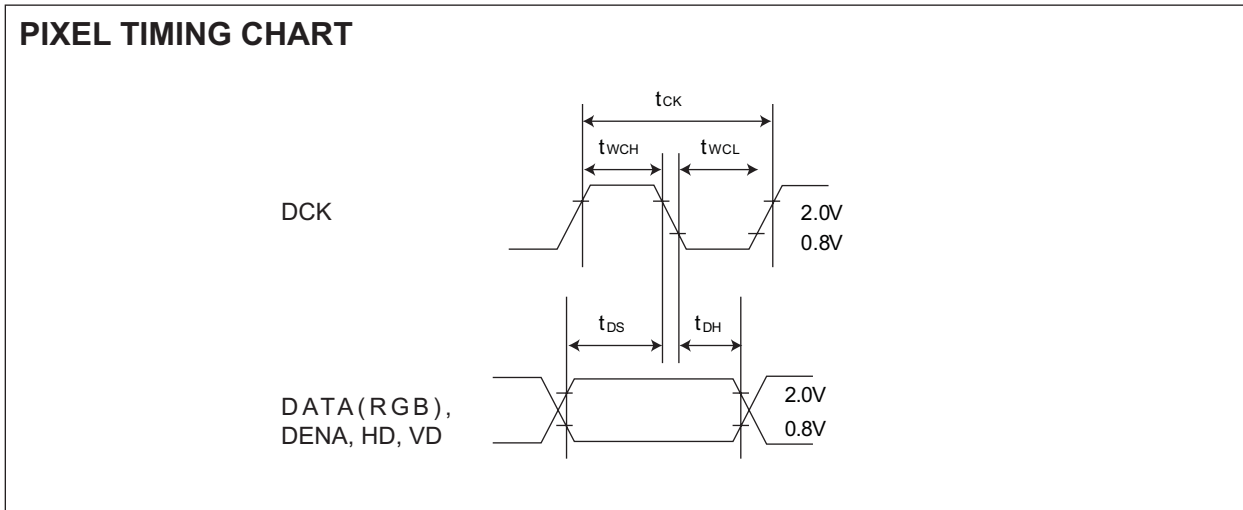 PIXEL TIMING CHART
tCK
tWCH
tWCL
DCK
2.0V
0.8V
tDS
tDH
DATA(RGB),
DENA, HD, VD
2.0V
0.8V